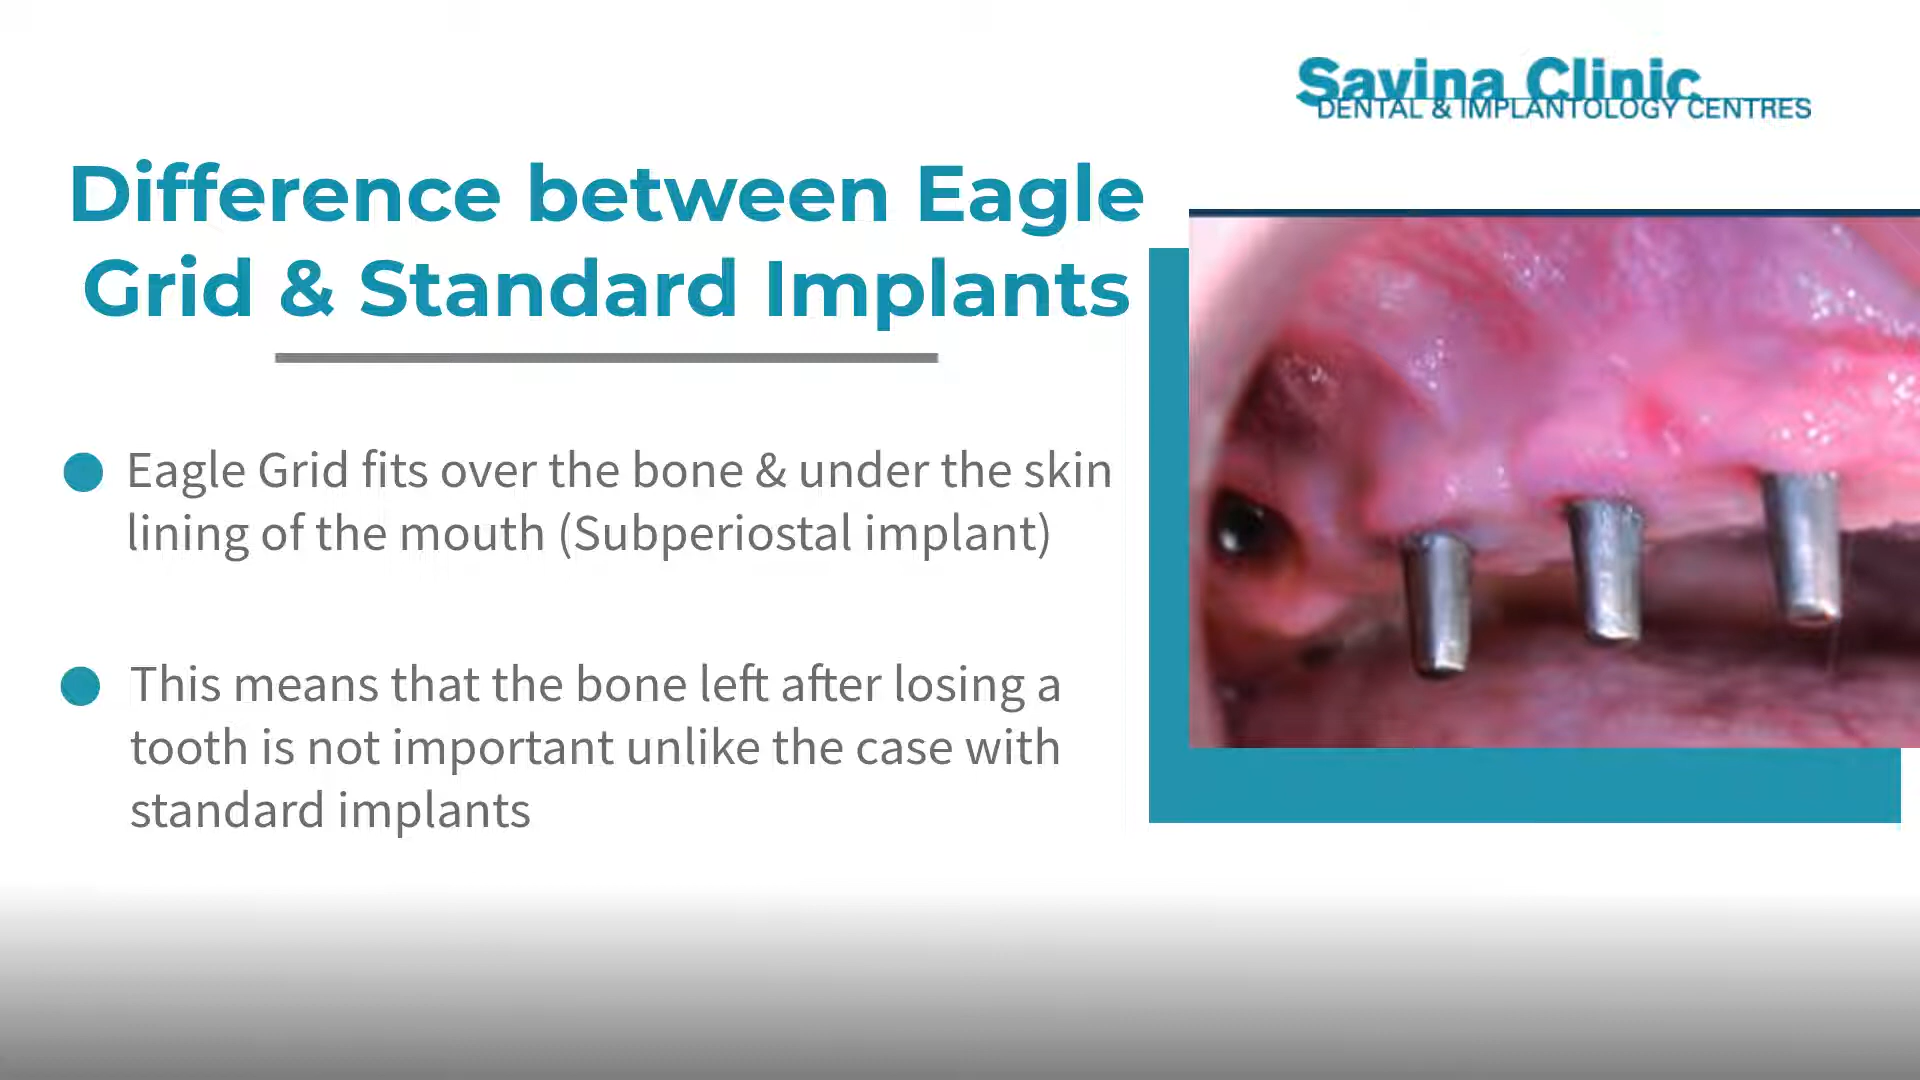 Savina Clinic
DENTAL & IMPLANTOLOGY CENTRES
Difference between Eagle
Grid & Standard Implants
Eagle Grid fits over the bone & under the skin
lining of the mouth (Subperiostal implant)
This means that the bone left after losing a
tooth is not important unlike the case with
standard implants